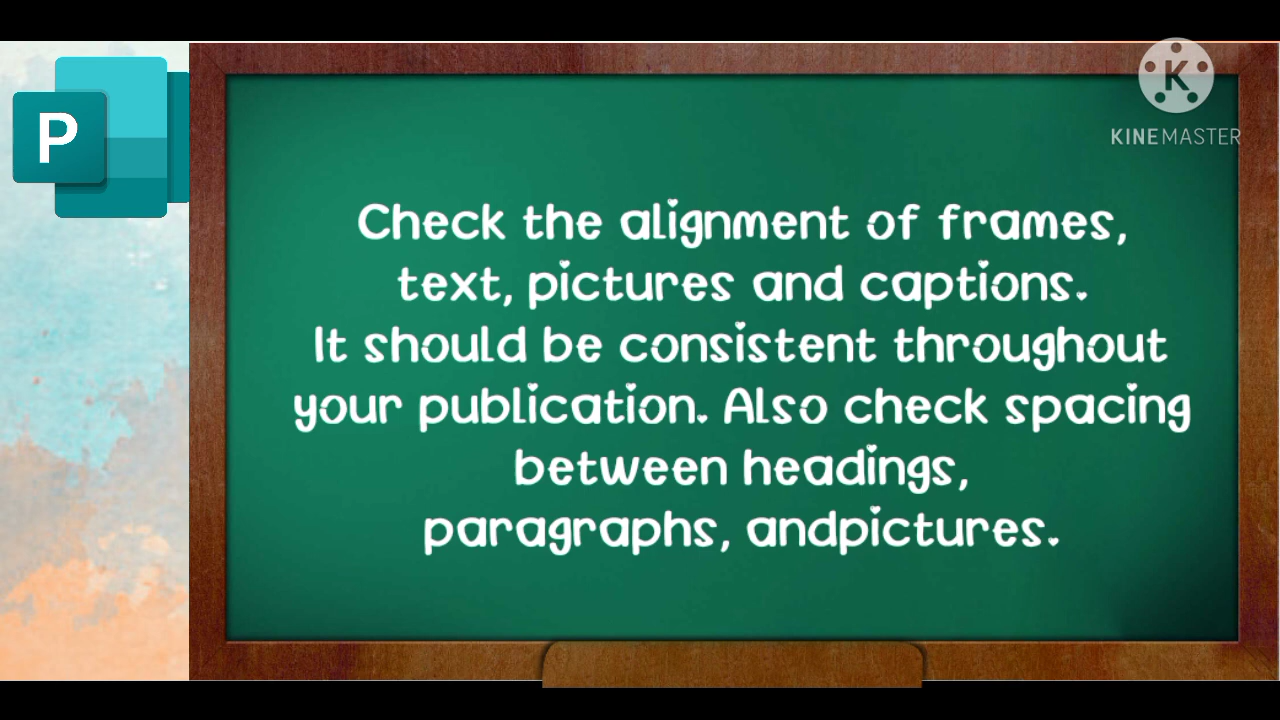 P
K
KINEMASTER
Check the alignment of frames,
text, pictures and captions.
It should be consistent throughout
your publication. Also check spacing
between headings,
paragraphs, andpictures.